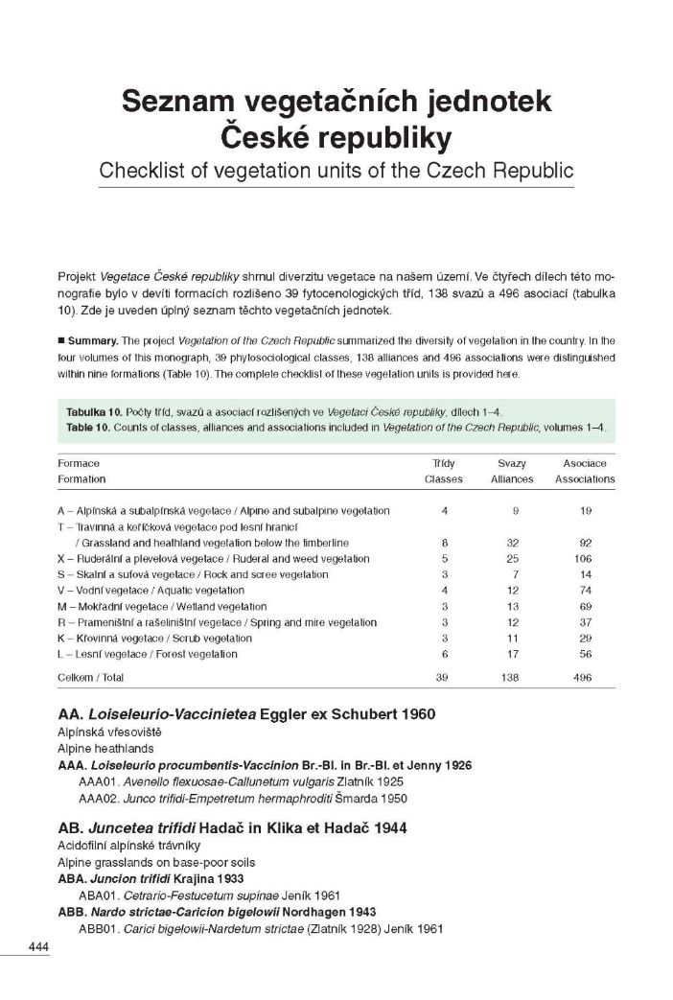 Seznam vegetačních jednotek
České republiky
Checklist of vegetation units of the Czech Republic
Projekt Vegetace České republiky shrnul diverzitu vegetace na našem území. Ve čtyřech dílech této mo-
nografie bylo v devíti formacích rozlišeno 39 fytocenologických tříd, 138 svazů a 496 asociací (tabulka
10). Zde je uveden úplný seznam těchto vegetačních jednotek.
■ Summary. The project Vegetation of the Czech Republic summarized the diversity of vegetation in the country. In the
four volumes of this monograph, 39 phytosociological classes, 138 alliances and 496 associations were distinguished
within nine formations (Table 10). The complete checklist of these vegetation units is provided here.
Tabulka 10. Počty tříd, svazů a asociací rozlišených ve Vegetaci České republiky, dílech 1–4.
Table 10. Counts of classes, alliances and associations included in Vegetation of the Czech Republic, volumes 1–4.
Formace Třídy Svazy Asociace
Formation Classes Alliances Associations
A – Alpínská a subalpínská vegetace / Alpine and subalpine vegetation 4 9 19
T – Travinná a keříčková vegetace pod lesní hranicí
/ Grassland and heathland vegetation below the timberline 8 32 92
X – Ruderální a plevelová vegetace / Ruderal and weed vegetation 5 25 106
S – Skalní a suťová vegetace / Rock and scree vegetation 3 7 14
V – Vodní vegetace / Aquatic vegetation 4 12 74
M – Mokřadní vegetace / Wetland vegetation 3 13 69
R – Prameništní a rašeliništní vegetace / Spring and mire vegetation 3 12 37
K – Křovinná vegetace / Scrub vegetation 3 11 29
L – Lesní vegetace / Forest vegetation 6 17 56
Celkem / Total 39 138 496
AA. Loiseleurio-Vaccinietea Eggler ex Schubert 1960
Alpínská vřesoviště
Alpine heathlands
AAA. Loiseleurio procumbentis-Vaccinion Br.-Bl. in Br.-Bl. et Jenny 1926
AAA01. Avenello flexuosae-Callunetum vulgaris Zlatník 1925
AAA02. Junco trifidi-Empetretum hermaphroditi Šmarda 1950
AB. Juncetea trifidi Hadač in Klika et Hadač 1944
Acidofilní alpínské trávníky
Alpine grasslands on base-poor soils
ABA. Juncion trifidi Krajina 1933
ABA01. Cetrario-Festucetum supinae Jeník 1961
ABB. Nardo strictae-Caricion bigelowii Nordhagen 1943
ABB01. Carici bigelowii-Nardetum strictae (Zlatník 1928) Jeník 1961
444